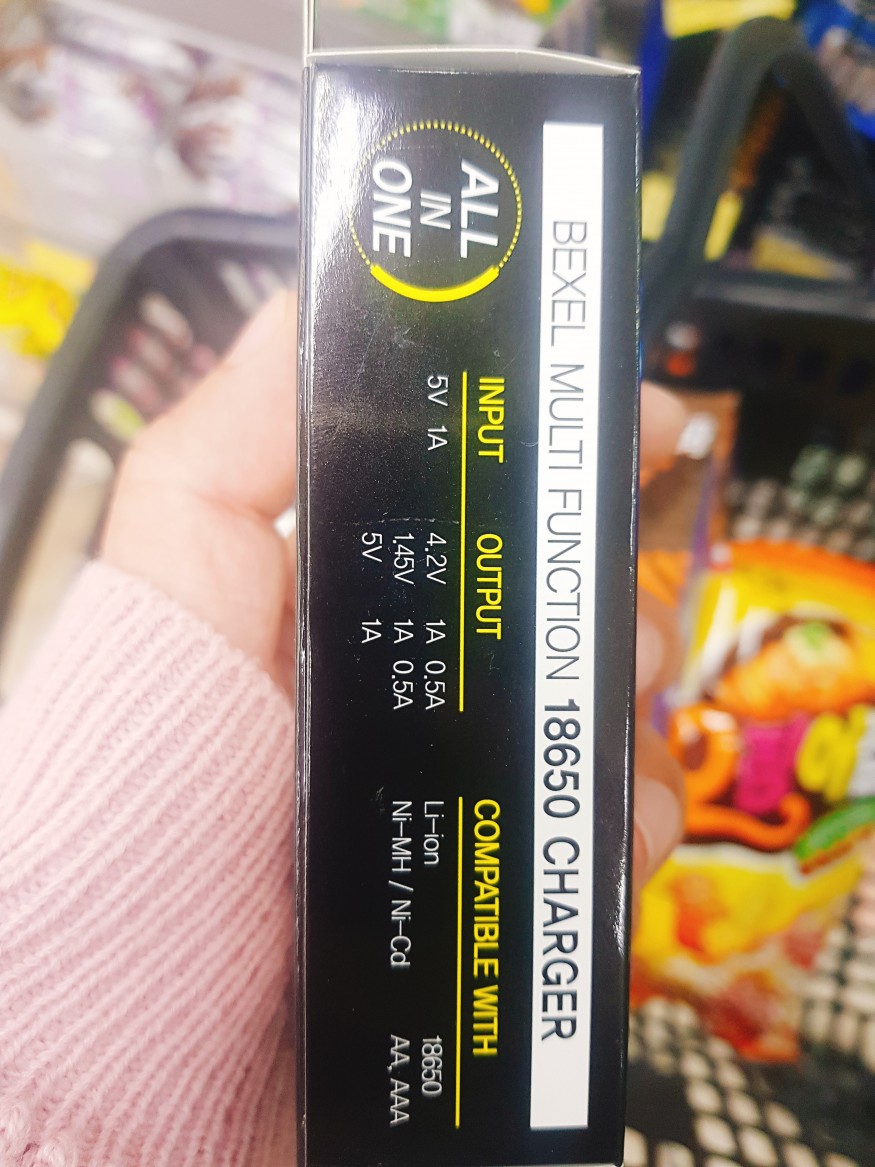 BEXEL MULTI FUNCTION 18650 CHARGER
ALL
IN
ONE
INPUT
5V 1A
OUTPUT
4.2V 1A 0.5A
1.45V 1A 0.5A
5V 1A
COMPATIBLE WITH
Li-ion 18650
Ni-MH / Ni-Cd AA, AAA